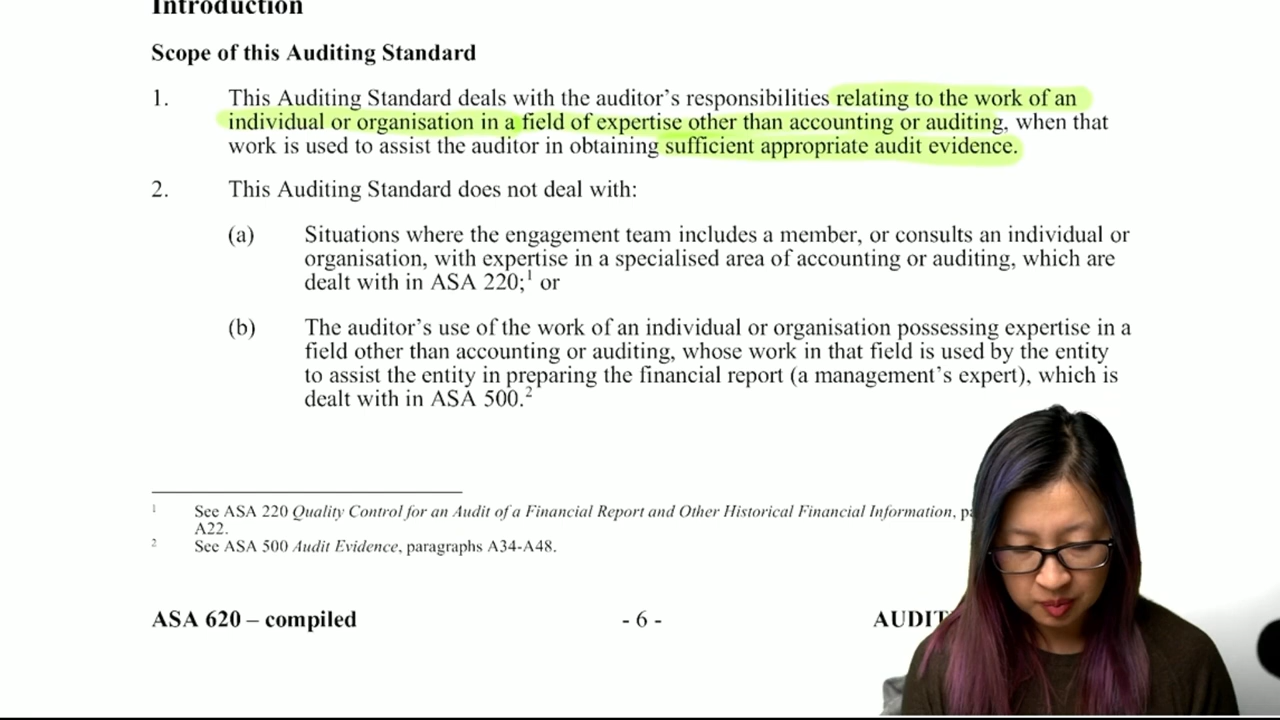 Introduction
Scope of this Auditing Standard
1. This Auditing Standard deals with the auditor's responsibilities relating to the work of an
individual or organisation in a field of expertise other than accounting or auditing, when that
work is used to assist the auditor in obtaining sufficient appropriate audit evidence.
2. This Auditing Standard does not deal with:
(a) Situations where the engagement team includes a member, or consults an individual or
organisation, with expertise in a specialised area of accounting or auditing, which are
dealt with in ASA 220;1 or
(b) The auditor's use of the work of an individual or organisation possessing expertise in a
field other than accounting or auditing, whose work in that field is used by the entity
to assist the entity in preparing the financial report (a management's expert), which is
dealt with in ASA 500.2
1 See ASA 220 Quality Control for an Audit of a Financial Report and Other Historical Financial Information,
A22.
2 See ASA 500 Audit Evidence, paragraphs A34-A48.
ASA 620 – compiled - 6 - AUDIT